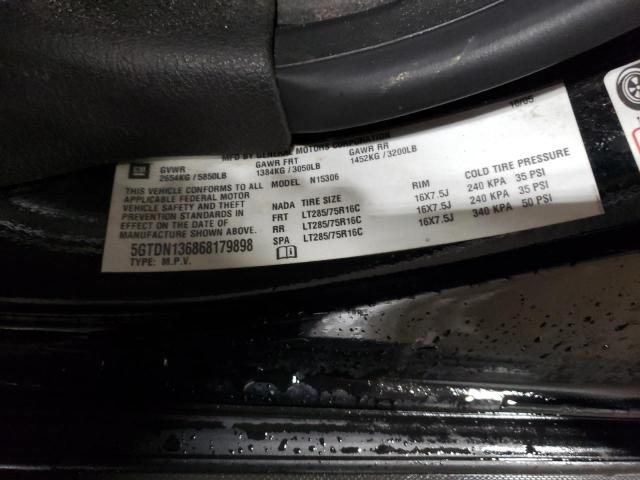 MFD BY GENERAL MOTORS CORPORATION 10/05
GM GVWR GAWR FRT GAWR RR
2654KG / 5850LB 1384KG / 3050LB 1452KG / 3200LB
THIS VEHICLE CONFORMS TO ALL
APPLICABLE FEDERAL MOTOR
VEHICLE SAFETY AND THEFT
PREVENTION STANDARDS IN
EFFECT ON THE DATE OF
MANUFACTURE SHOWN ABOVE.
5GTDN136868179898
TYPE: M.P.V.
MODEL N15306
NADA TIRE SIZE RIM COLD TIRE PRESSURE
FRT LT285/75R16C 16X7.5J 240 KPA 35 PSI
RR LT285/75R16C 16X7.5J 240 KPA 35 PSI
SPA LT285/75R16C 16X7.5J 340 KPA 50 PSI